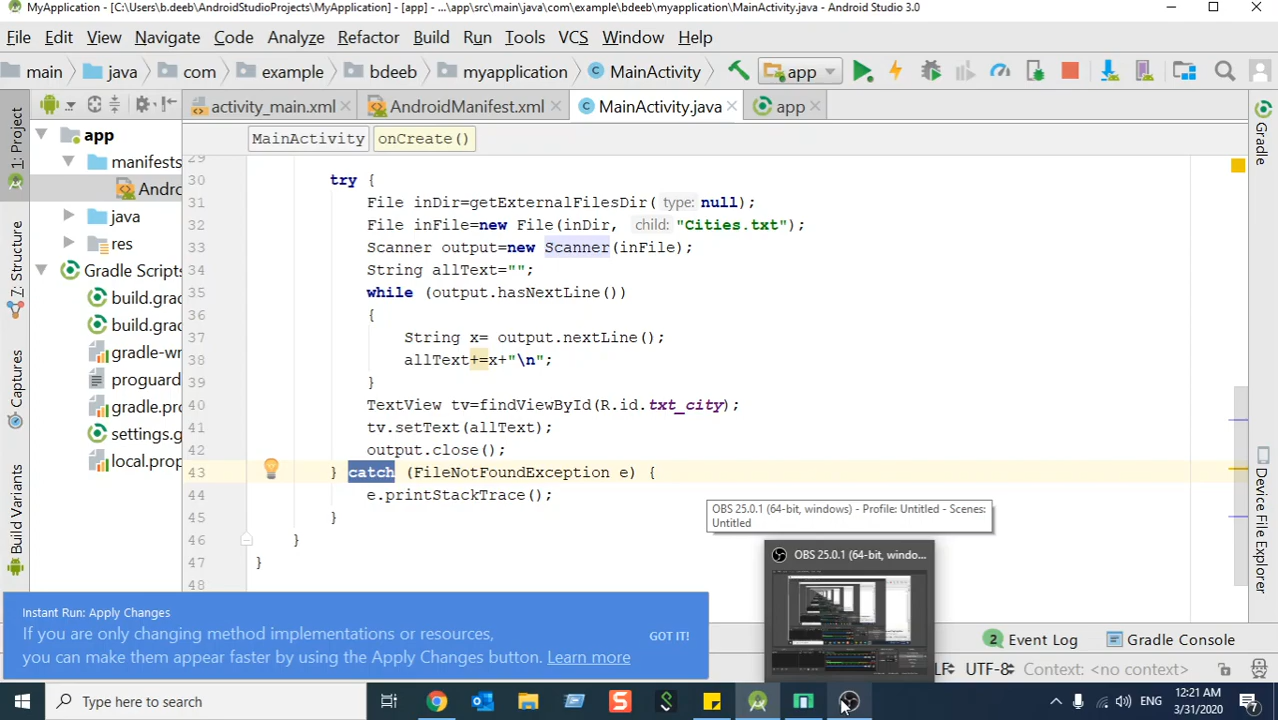 MyApplication - [C:\Users\b.deeb\AndroidStudioProjects\MyApplication] - [app] - ...\app\src\main\java\com\example\bdeeb\myapplication\MainActivity.java - Android Studio 3.0
File Edit View Navigate Code Analyze Refactor Build Run Tools VCS Window Help
main java com example bdeeb myapplication MainActivity app
activity_main.xml AndroidManifest.xml MainActivity.java app
MainActivity onCreate()
1: Project
Z: Structure
Captures
Build Variants
app
manifests
Andro
java
res
Gradle Scripts
build.grad
build.grad
gradle-wr
proguard
gradle.pro
settings.g
local.prop
29
30 try {
31 File inDir=getExternalFilesDir( type: null);
32 File inFile=new File(inDir, child: "Cities.txt");
33 Scanner output=new Scanner(inFile);
34 String allText="";
35 while (output.hasNextLine())
36 {
37 String x= output.nextLine();
38 allText+=x+"\n";
39 }
40 TextView tv=findViewById(R.id.txt_city);
41 tv.setText(allText);
42 output.close();
43 } catch (FileNotFoundException e) {
44 e.printStackTrace();
45 }
46 }
47 }
48
Gradle
Device File Explorer
OBS 25.0.1 (64-bit, windows) - Profile: Untitled - Scenes:
Untitled
OBS 25.0.1 (64-bit, windo...
Instant Run: Apply Changes
If you are only changing method implementations or resources,
you can make them appear faster by using the Apply Changes button. Learn more
GOT IT!
2 Event Log Gradle Console
LF UTF-8 Context: <no context>
Type here to search
ENG 12:21 AM
3/31/2020
7